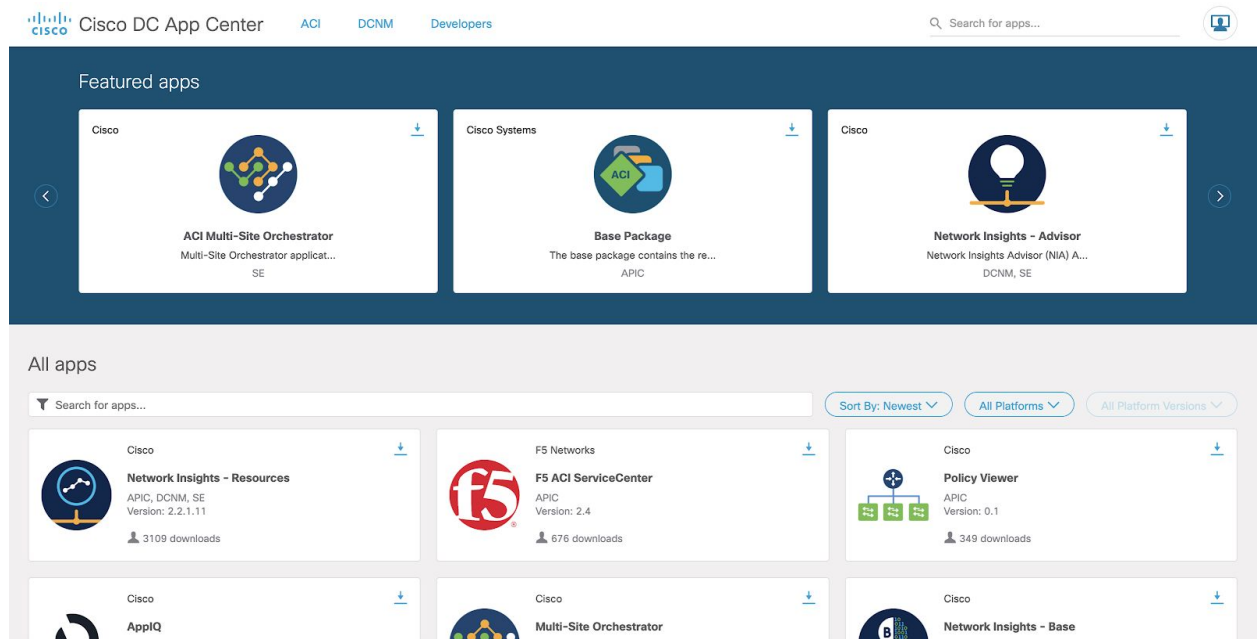 CISCO
Cisco DC App Center
ACI
DCNM
Developers
Search for apps...
Featured apps
Cisco
ACI Multi-Site Orchestrator
Multi-Site Orchestrator applicat...
SE
Cisco Systems
ACI
Base Package
The base package contains the re...
APIC
Cisco
Network Insights - Advisor
Network Insights Advisor (NIA) A...
DCNM, SE
All apps
Search for apps...
Sort By: Newest
All Platforms
All Platform Versions
Cisco
Network Insights - Resources
APIC, DCNM, SE
Version: 2.2.1.11
3109 downloads
F5 Networks
f5
®
F5 ACI ServiceCenter
APIC
Version: 2.4
676 downloads
Cisco
Policy Viewer
APIC
Version: 0.1
349 downloads
Cisco
AppIQ
Cisco
Multi-Site Orchestrator
Cisco
B
Network Insights - Base